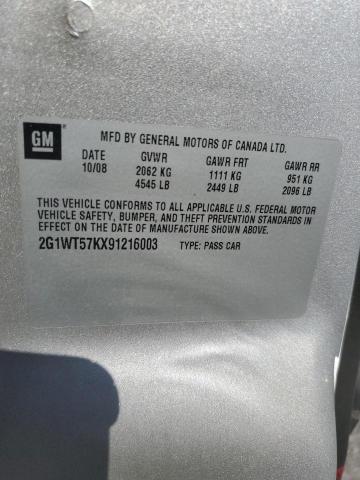 GM
MFD BY GENERAL MOTORS OF CANADA LTD.
DATE GVWR GAWR FRT GAWR RR
10/08 2062 KG 1111 KG 951 KG
4545 LB 2449 LB 2096 LB
THIS VEHICLE CONFORMS TO ALL APPLICABLE U.S. FEDERAL MOTOR
VEHICLE SAFETY, BUMPER, AND THEFT PREVENTION STANDARDS IN
EFFECT ON THE DATE OF MANUFACTURE SHOWN ABOVE.
2G1WT57KX91216003 TYPE: PASS CAR